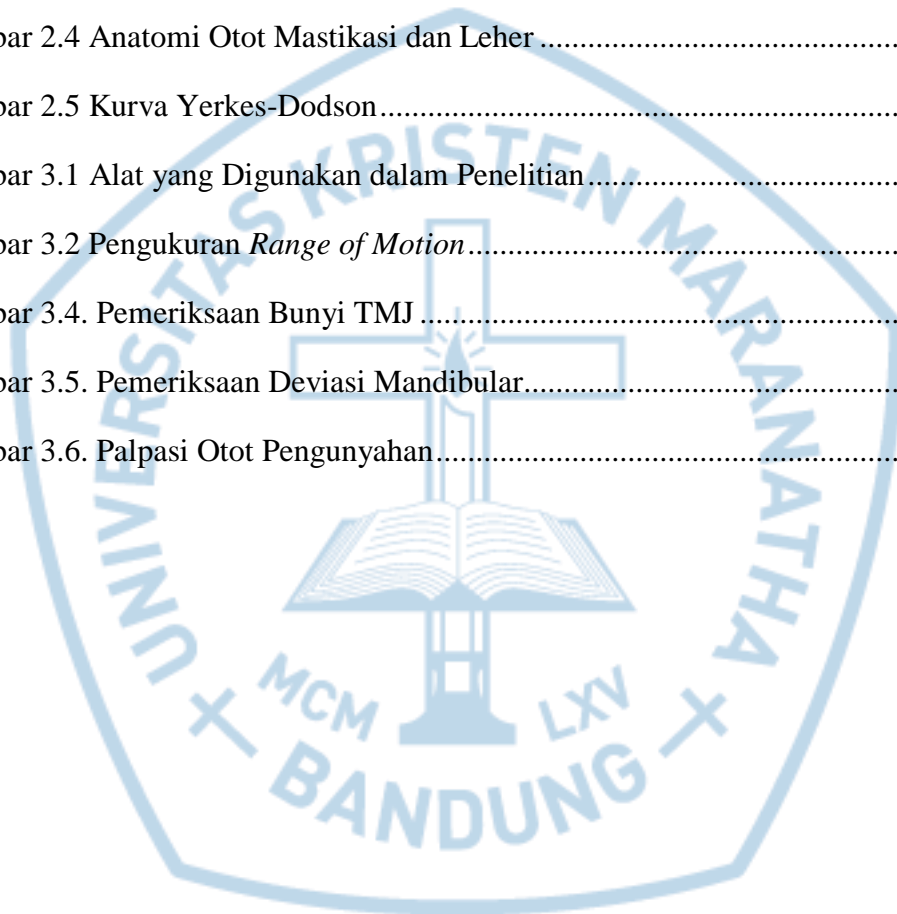 bar 2.4 Anatomi Otot Mastikasi dan Leher ................................................
bar 2.5 Kurva Yerkes-Dodson......................................................................
bar 3.1 Alat yang Digunakan dalam Penelitian..........................................
bar 3.2 Pengukuran Range of Motion..........................................................
bar 3.4. Pemeriksaan Bunyi TMJ ................................................................
bar 3.5. Pemeriksaan Deviasi Mandibular...................................................
bar 3.6. Palpasi Otot Pengunyahan..............................................................
UNIVERSITAS KRISTEN MARANATHA
MCM LXV
BANDUNG